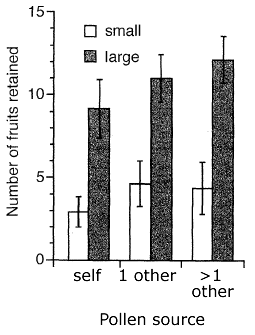 15
small
large
10
5
0
Number of fruits retained
self 1 other >1 other
Pollen source